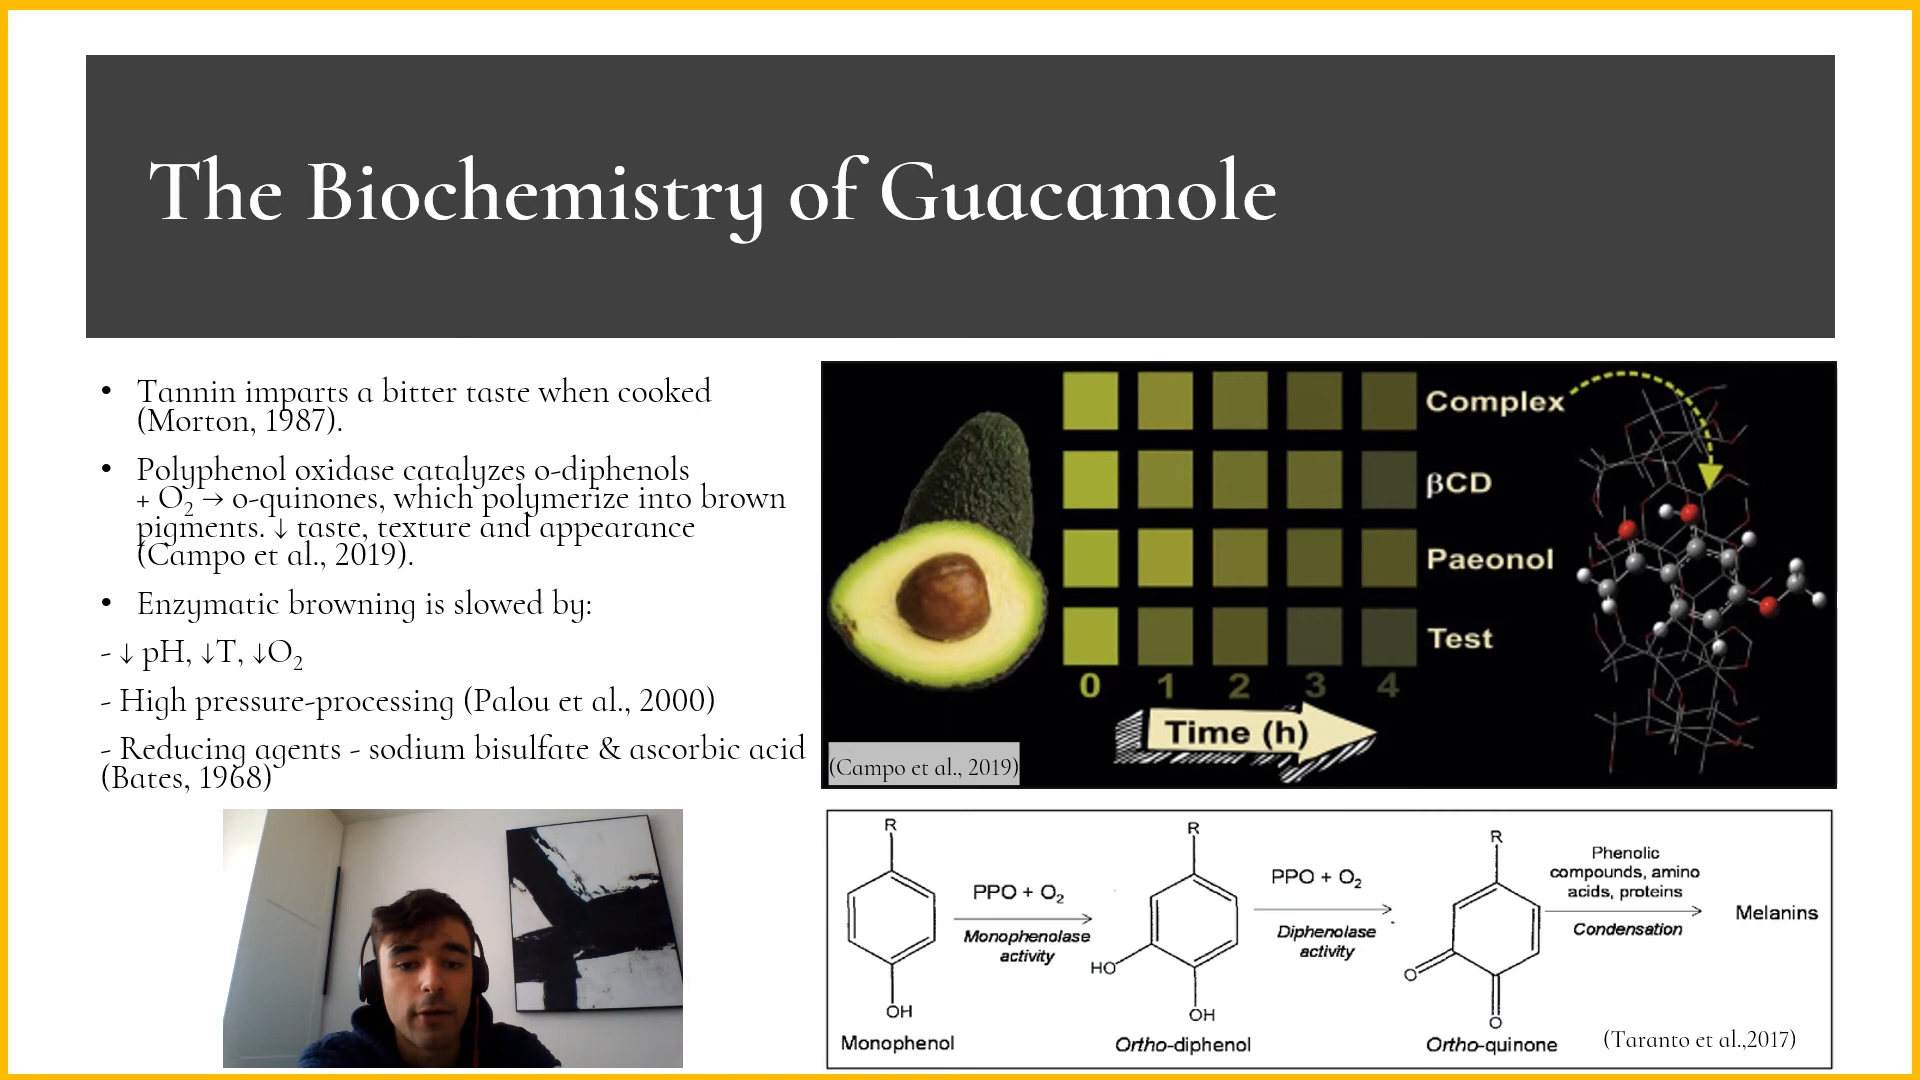 The Biochemistry of Guacamole
• Tannin imparts a bitter taste when cooked
(Morton, 1987).
• Polyphenol oxidase catalyzes o-diphenols
+ O₂ → o-quinones, which polymerize into brown
pigments. ↓ taste, texture and appearance
(Campo et al., 2019).
• Enzymatic browning is slowed by:
- ↓ pH, ↓T, ↓O₂
- High pressure-processing (Palou et al., 2000)
- Reducing agents - sodium bisulfate & ascorbic acid
(Bates, 1968)
Complex
βCD
Paeonol
Test
0 1 2 3 4
Time (h)
(Campo et al., 2019)
R
OH
Monophenol
PPO + O₂
Monophenolase
activity
R
HO
OH
Ortho-diphenol
PPO + O₂
Diphenolase
activity
R
O
O
Ortho-quinone
Phenolic
compounds, amino
acids, proteins
Condensation
Melanins
(Taranto et al.,2017)